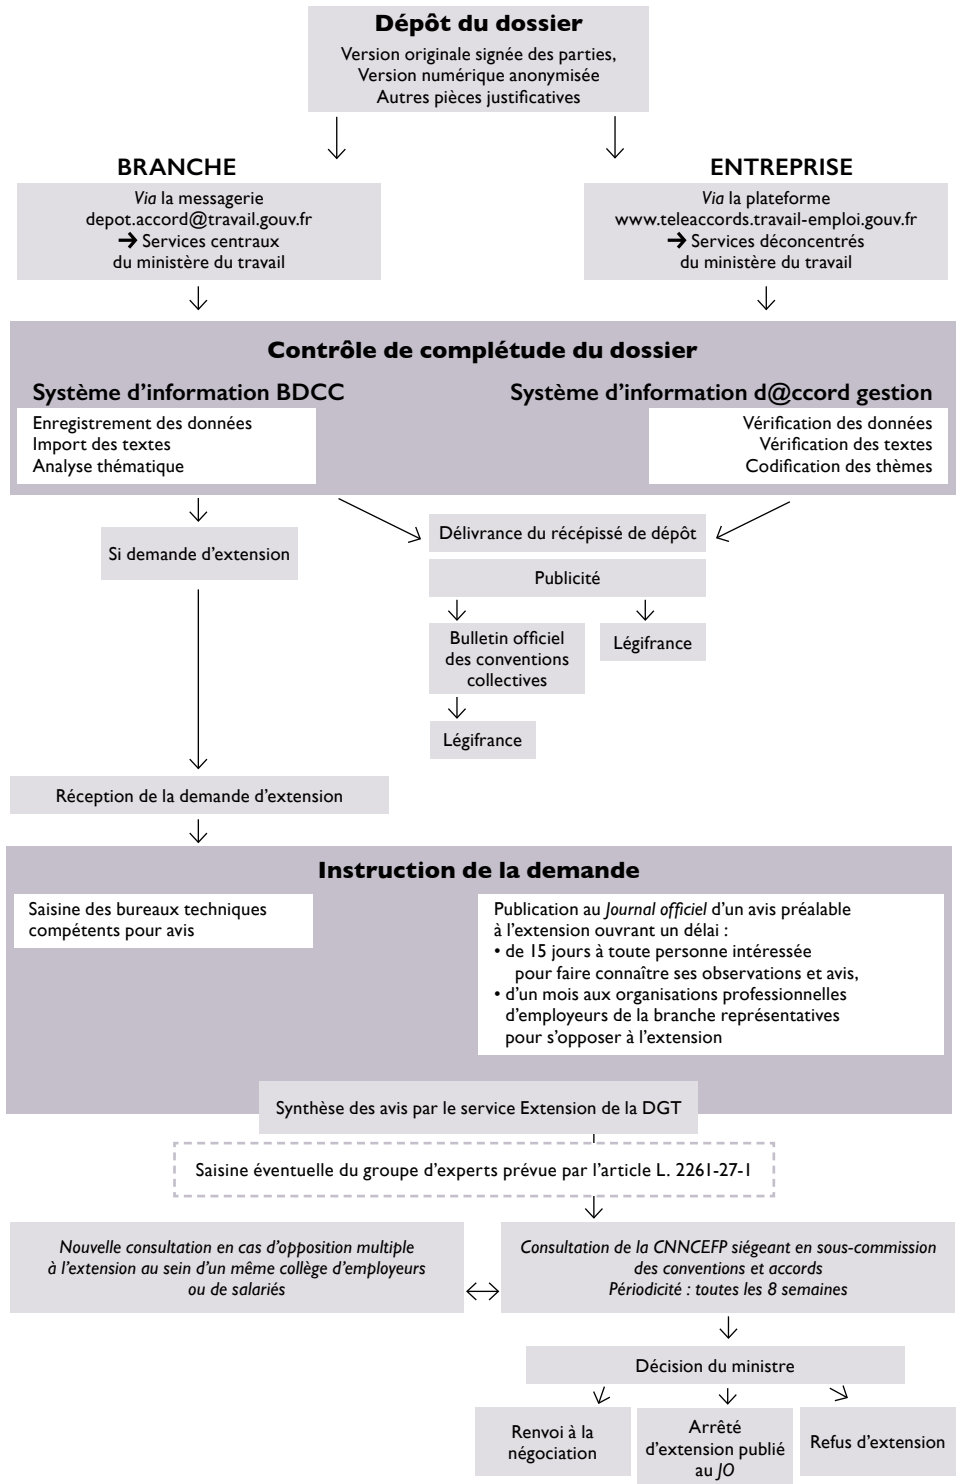 Dépôt du dossier
Version originale signée des parties,
Version numérique anonymisée
Autres pièces justificatives
BRANCHE
Via la messagerie
depot.accord@travail.gouv.fr
→ Services centraux
du ministère du travail
ENTREPRISE
Via la plateforme
www.teleaccords.travail-emploi.gouv.fr
→ Services déconcentrés
du ministère du travail
Contrôle de complétude du dossier
Système d'information BDCC
Enregistrement des données
Import des textes
Analyse thématique
Système d'information d@ccord gestion
Vérification des données
Vérification des textes
Codification des thèmes
Si demande d'extension
Délivrance du récépissé de dépôt
Publicité
Bulletin officiel
des conventions
collectives
Légifrance
Légifrance
Réception de la demande d'extension
Instruction de la demande
Saisine des bureaux techniques
compétents pour avis
Publication au Journal officiel d'un avis préalable
à l'extension ouvrant un délai :
• de 15 jours à toute personne intéressée
pour faire connaître ses observations et avis,
• d'un mois aux organisations professionnelles
d'employeurs de la branche représentatives
pour s'opposer à l'extension
Synthèse des avis par le service Extension de la DGT
Saisine éventuelle du groupe d'experts prévue par l'article L. 2261-27-1
Nouvelle consultation en cas d'opposition multiple
à l'extension au sein d'un même collège d'employeurs
ou de salariés
Consultation de la CNNCEFP siégeant en sous-commission
des conventions et accords
Périodicité : toutes les 8 semaines
Décision du ministre
Renvoi à la
négociation
Arrêté
d'extension publié
au JO
Refus d'extension